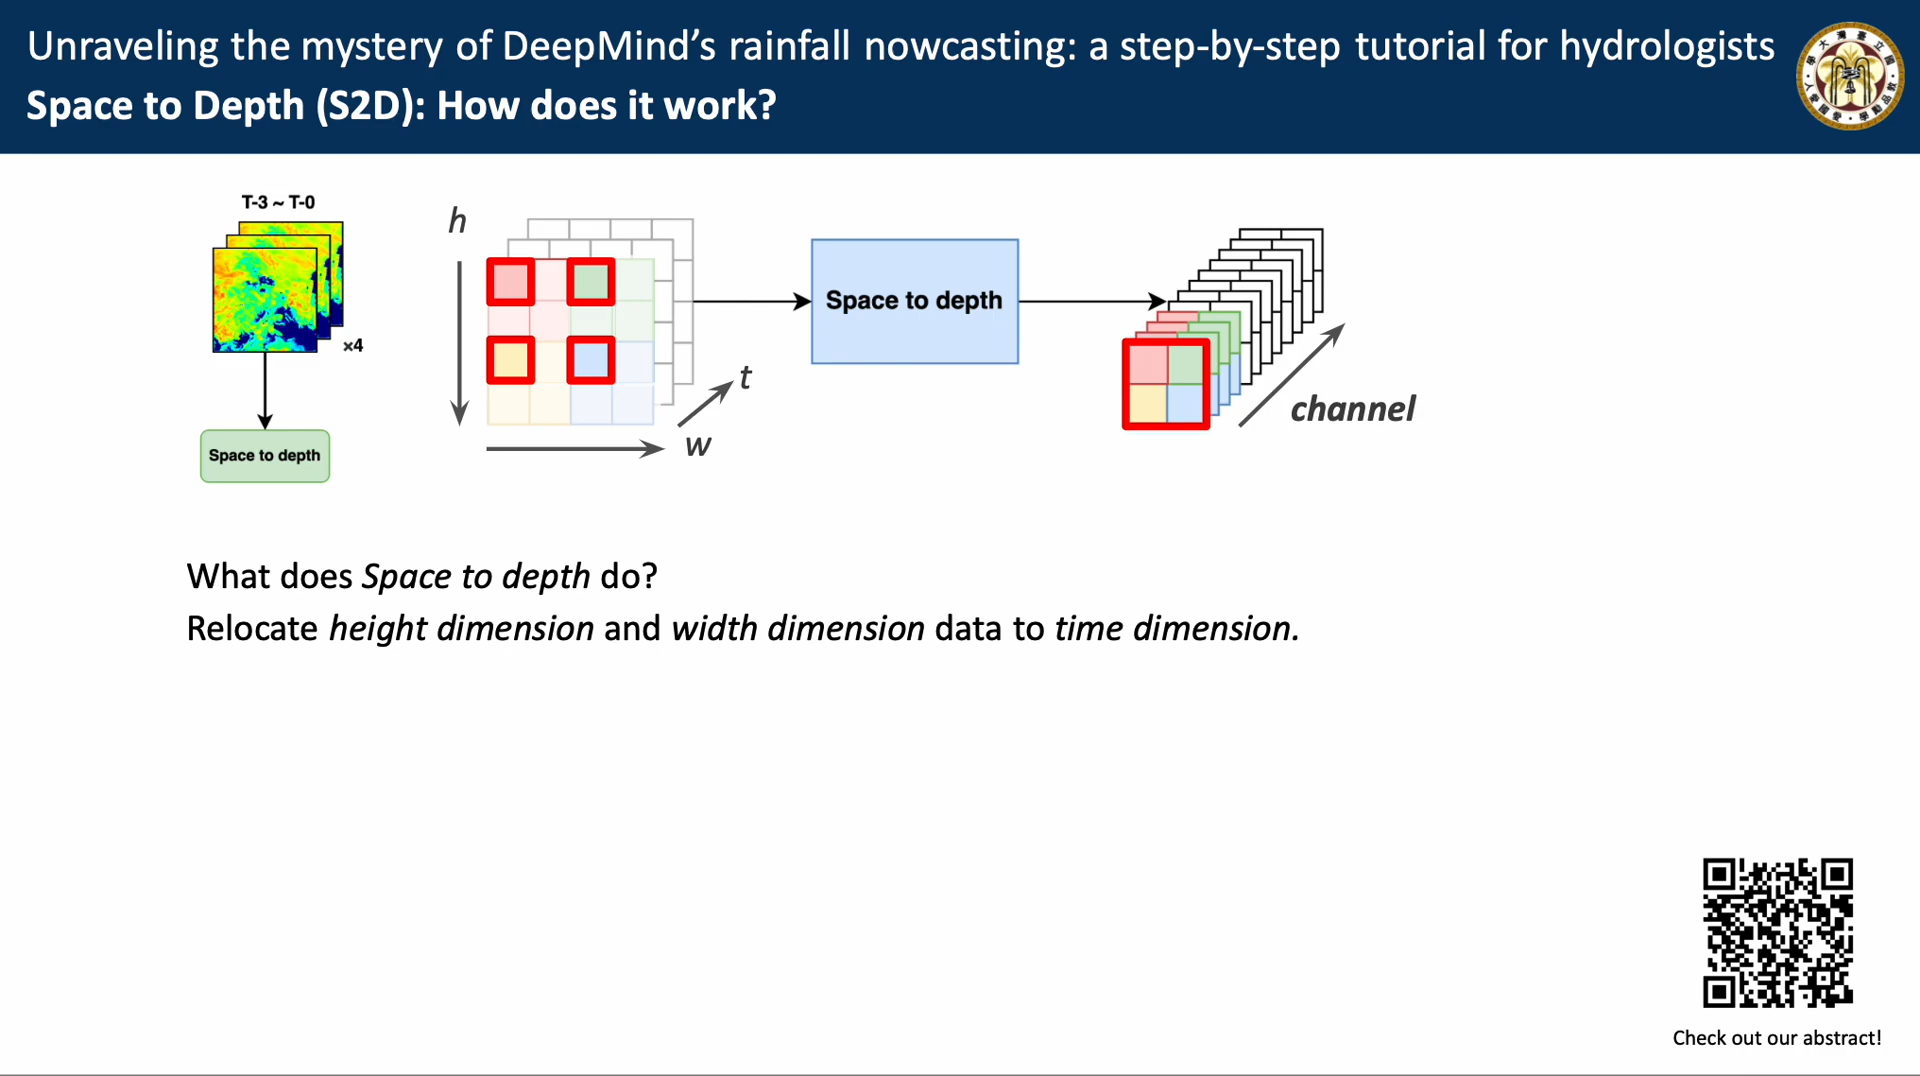 Unraveling the mystery of DeepMind's rainfall nowcasting: a step-by-step tutorial for hydrologists
Space to Depth (S2D): How does it work?
T-3 ~ T-0
×4
Space to depth
h
t
w
Space to depth
channel
What does Space to depth do?
Relocate height dimension and width dimension data to time dimension.
Check out our abstract!